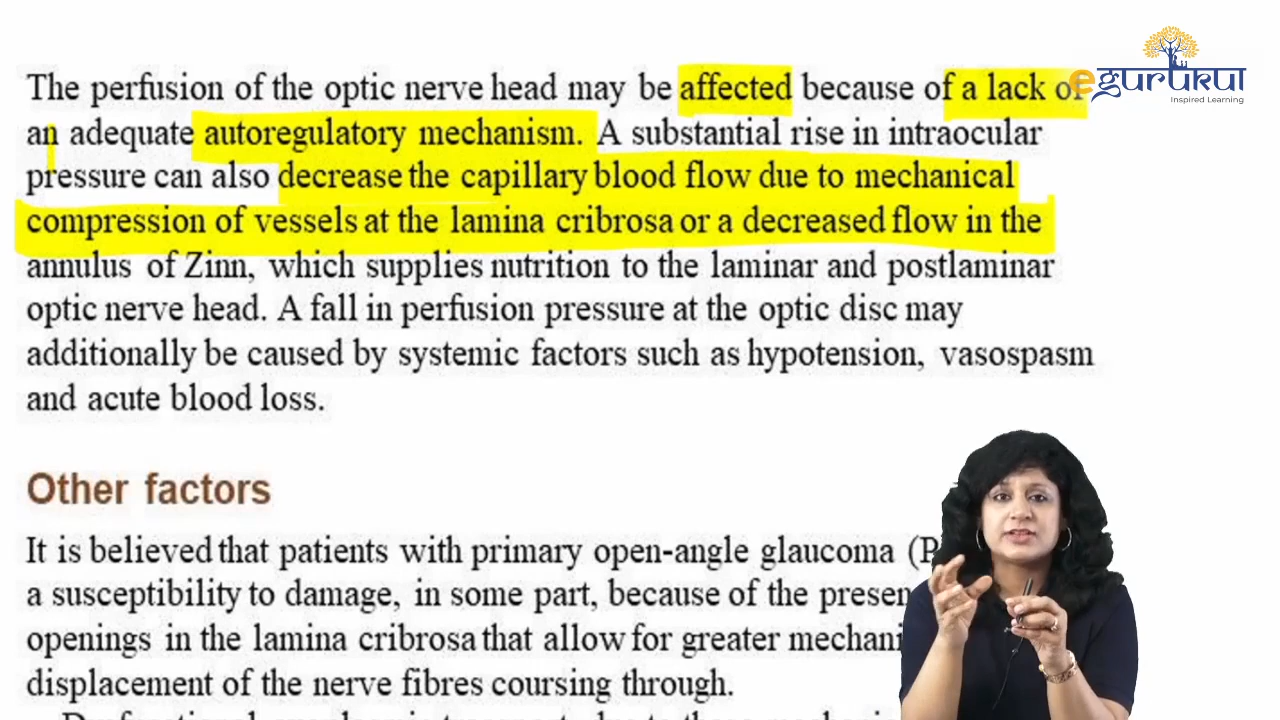 egurukul
Inspired Learning
The perfusion of the optic nerve head may be affected because of a lack of
an adequate autoregulatory mechanism. A substantial rise in intraocular
pressure can also decrease the capillary blood flow due to mechanical
compression of vessels at the lamina cribrosa or a decreased flow in the
annulus of Zinn, which supplies nutrition to the laminar and postlaminar
optic nerve head. A fall in perfusion pressure at the optic disc may
additionally be caused by systemic factors such as hypotension, vasospasm
and acute blood loss.
Other factors
It is believed that patients with primary open-angle glaucoma
a susceptibility to damage, in some part, because of the
openings in the lamina cribrosa that allow for greater
displacement of the nerve fibres coursing through.